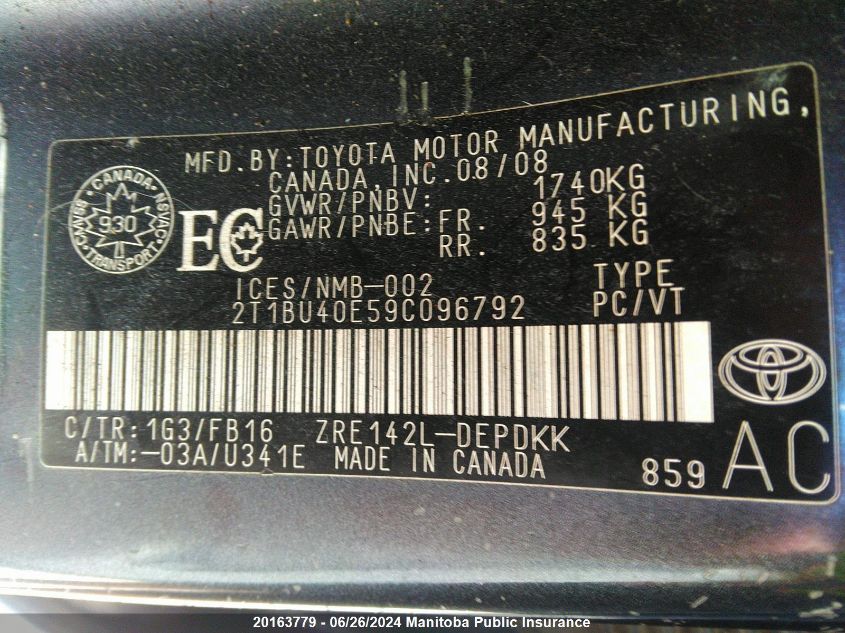 MFD.BY:TOYOTA MOTOR MANUFACTURING,
CANADA,INC.08/08
GVWR/PNBV: 1740KG
GAWR/PNBE:FR. 945 KG
RR. 835 KG
CANADA
NSVAC
930
CMVSS
TRANSPORT
EC
ICES/NMB-002
TYPE
2T1BU40E59C096792
PC/VT
C/TR:1G3/FB16 ZRE142L-DEPDKK
A/TM:-03A/U341E MADE IN CANADA
859 AC
20163779 - 06/26/2024 Manitoba Public Insurance